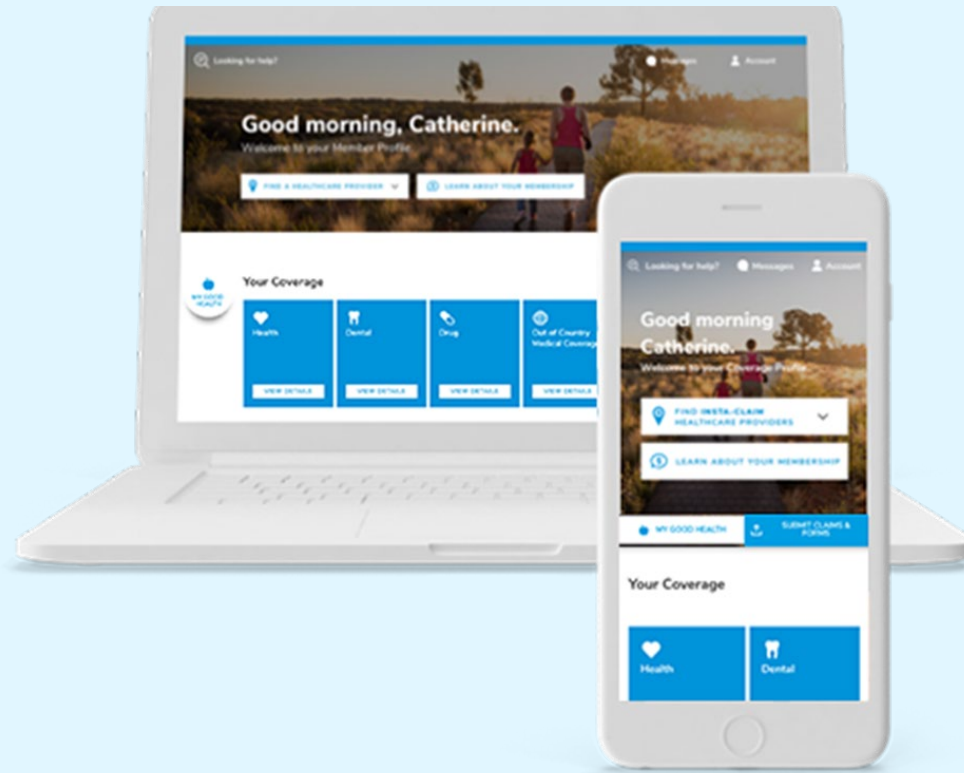 Looking for help?
Messages
Account
Good morning, Catherine.
Welcome to your Member Profile
FIND A HEALTHCARE PROVIDER
LEARN ABOUT YOUR MEMBERSHIP
MY GOOD
HEALTH
Your Coverage
Health
Dental
Drug
Out of Country
Medical Coverage
VIEW DETAILS
VIEW DETAILS
VIEW DETAILS
VIEW DETAILS
Looking for help?
Messages
Account
Good morning
Catherine.
Welcome to your Coverage Profile
FIND INSTA-CLAIM
HEALTHCARE PROVIDERS
LEARN ABOUT YOUR MEMBERSHIP
MY GOOD HEALTH
SUBMIT CLAIMS &
FORMS
Your Coverage
Health
Dental